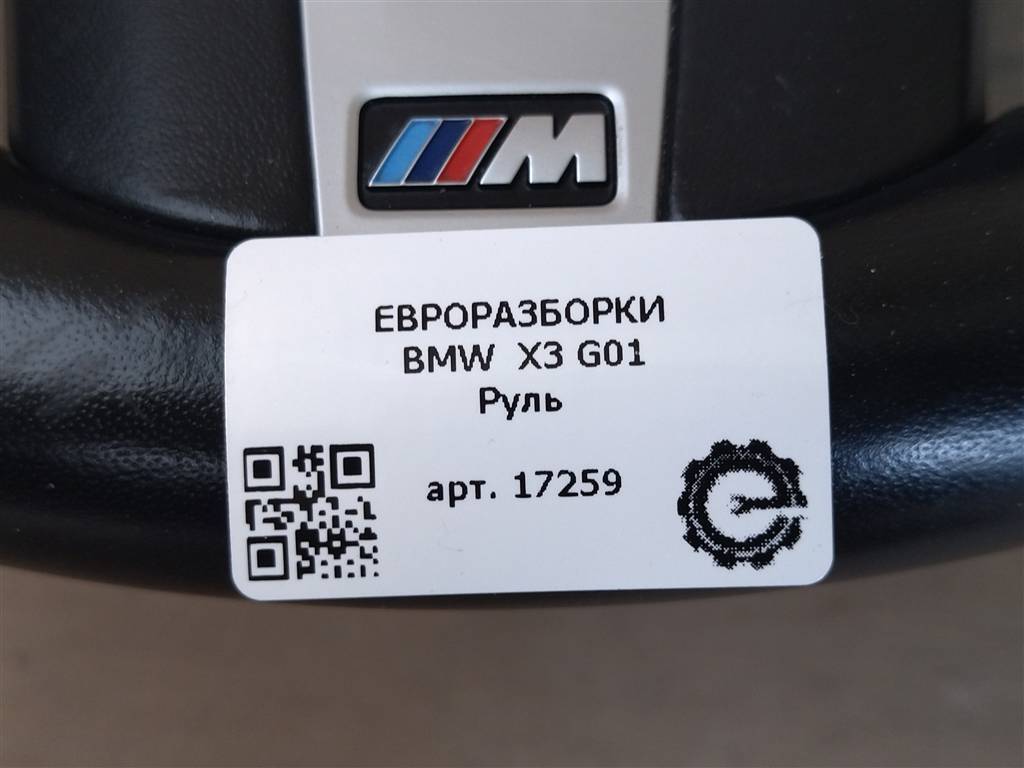 M
ЕВРОРАЗБОРКИ
BMW X3 G01
Руль
арт. 17259